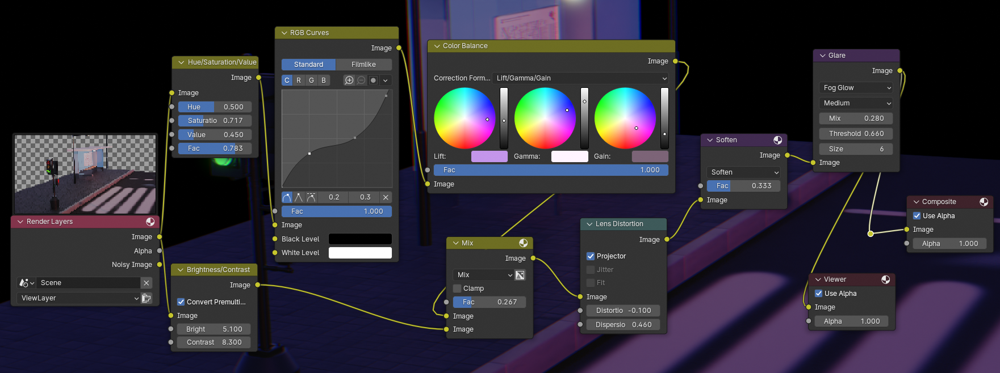 Render Layers
Image
Alpha
Noisy Image
Scene
ViewLayer
Hue/Saturation/Value
Image
Image
Hue 0.500
Saturatio 0.717
Value 0.450
Fac 0.783
Brightness/Contrast
Image
Convert Premulti...
Image
Bright 5.100
Contrast 8.300
RGB Curves
Image
Standard Filmlike
C R G B
0.2 0.3
Fac 1.000
Image
Black Level
White Level
Color Balance
Image
Correction Form... Lift/Gamma/Gain
Lift: Gamma: Gain:
Fac 1.000
Image
Mix
Image
Mix
Clamp
Fac 0.267
Image
Image
Lens Distortion
Image
Projector
Jitter
Fit
Image
Distortio -0.100
Dispersio 0.460
Soften
Image
Soften
Fac 0.333
Image
Glare
Image
Fog Glow
Medium
Mix 0.280
Threshold 0.660
Size 6
Image
Composite
Use Alpha
Image
Alpha 1.000
Viewer
Use Alpha
Image
Alpha 1.000